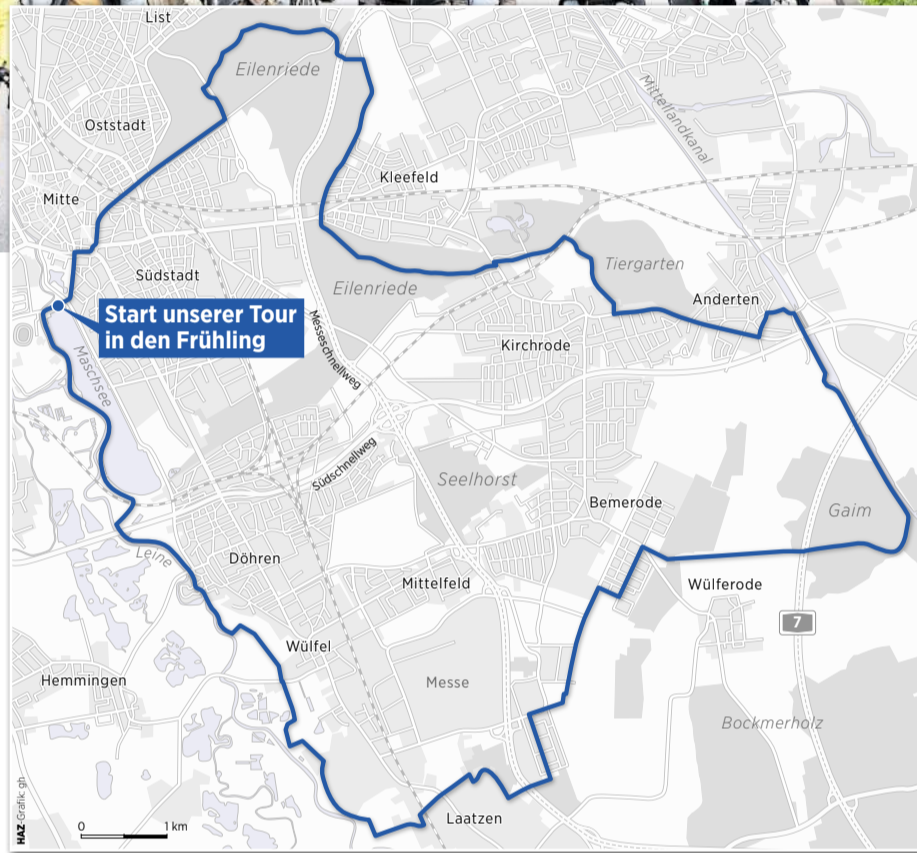 List
Eilenriede
Mittellandkanal
Oststadt
Kleefeld
Mitte
Südstadt
Eilenriede
Tiergarten
Anderten
Start unserer Tour
in den Frühling
Messeschnellweg
Kirchrode
Maschsee
Südschnellweg
Seelhorst
Bemerode
Gaim
Leine
Döhren
Mittelfeld
Wülferode
7
Wülfel
Hemmingen
Messe
Bockmerholz
HAZ-Grafik: gh
0 1 km
Laatzen